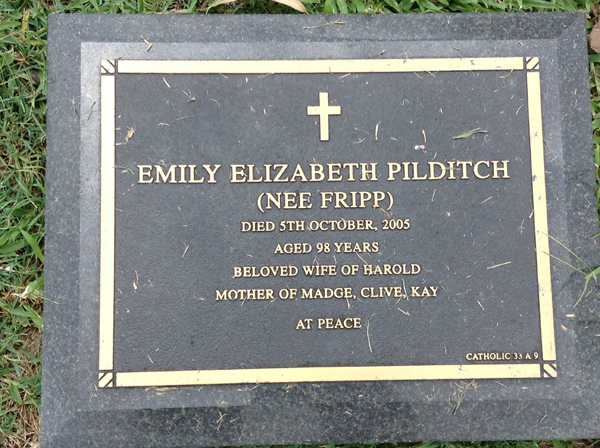 EMILY ELIZABETH PILDITCH
(NEE FRIPP)
DIED 5TH OCTOBER, 2005
AGED 98 YEARS
BELOVED WIFE OF HAROLD
MOTHER OF MADGE, CLIVE, KAY
AT PEACE
CATHOLIC 33 A 9